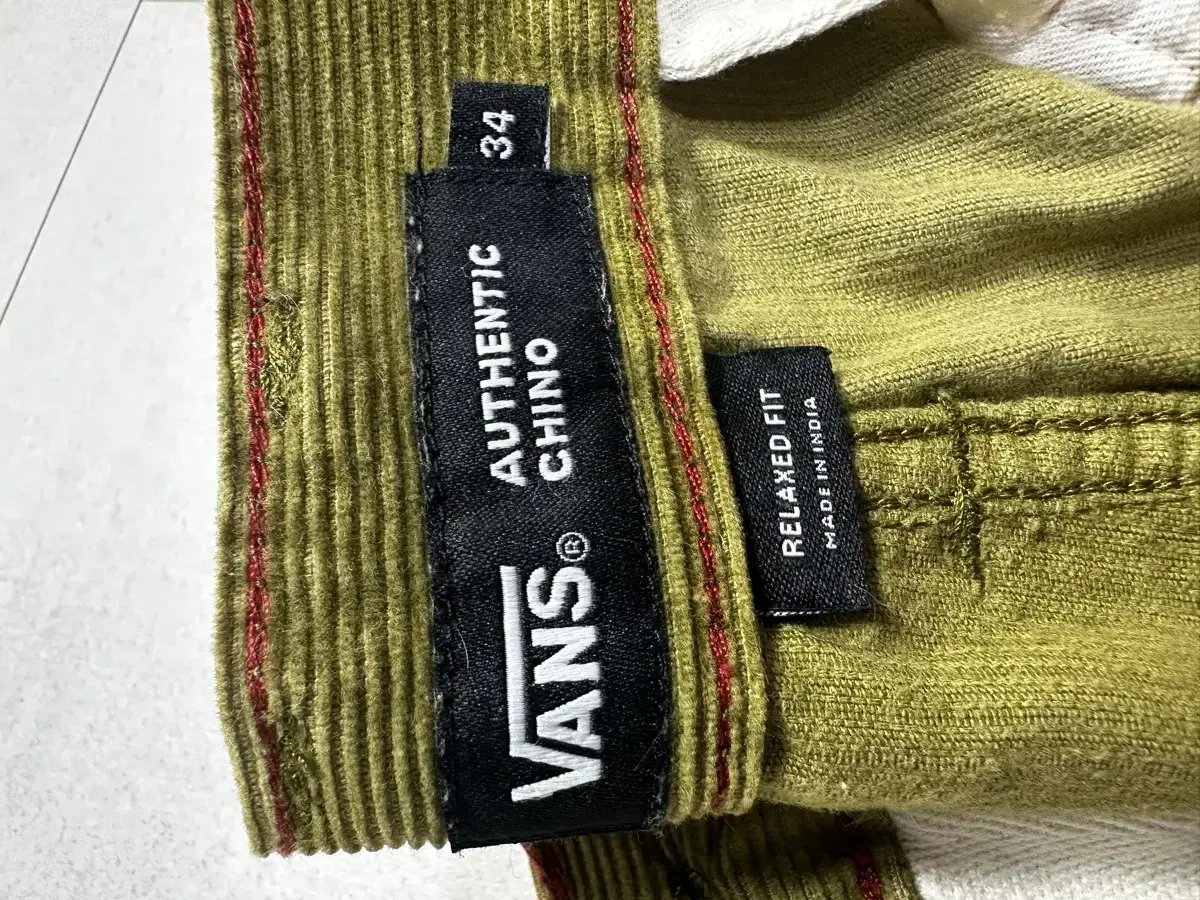 34
VANS®
AUTHENTIC
CHINO
RELAXED FIT
MADE IN INDIA